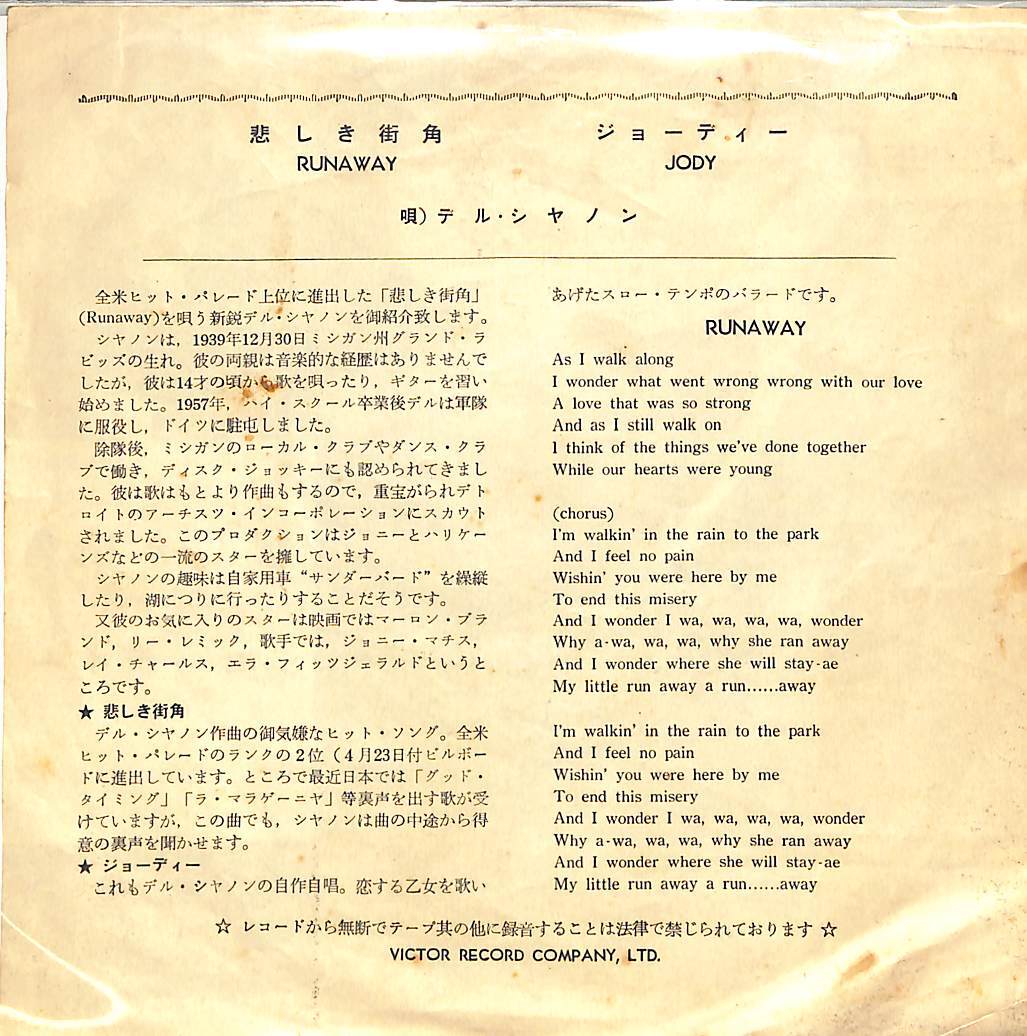 悲しき街角
RUNAWAY
ジョーディー
JODY
唄)デル・シヤノン
全米ヒット・パレード上位に進出した「悲しき街角」
(Runaway)を唄う新鋭デル・シヤノンを御紹介致します。
シヤノンは，1939年12月30日ミシガン州グランド・ラ
ピッズの生れ。彼の両親は音楽的な経歴はありませんで
したが，彼は14才の頃から歌を唄ったり，ギターを習い
始めました。1957年，ハイ・スクール卒業後デルは軍隊
に服役し，ドイツに駐屯しました。
除隊後，ミシガンのローカル・クラブやダンス・クラ
ブで働き，ディスク・ジョッキーにも認められてきまし
た。彼は歌はもとより作曲もするので，重宝がられデト
ロイトのアーチスツ・インコーポレーションにスカウト
されました。このプロダクションはジョニーとハリケー
ンズなどの一流のスターを擁しています。
シヤノンの趣味は自家用車“サンダーバード”を繰縦
したり，湖につりに行ったりすることだそうです。
又彼のお気に入りのスターは映画ではマーロン・ブラ
ンド，リー・レミック，歌手では，ジョニー・マチス，
レイ・チャールス，エラ・フィッツジェラルドというと
ころです。
★ 悲しき街角
デル・シヤノン作曲の御気嫌なヒット・ソング。全米
ヒット・パレードのランクの2位（4月23日付ビルボー
ドに進出しています。ところで最近日本では「グッド・
タイミング」「ラ・マラゲーニヤ」等裏声を出す歌が受
けていますが，この曲でも，シヤノンは曲の中途から得
意の裏声を聞かせます。
★ ジョーディー
これもデル・シヤノンの自作自唱。恋する乙女を歌い
あげたスロー・テンポのバラードです。
RUNAWAY
As I walk along
I wonder what went wrong wrong with our love
A love that was so strong
And as I still walk on
I think of the things we've done together
While our hearts were young
(chorus)
I'm walkin' in the rain to the park
And I feel no pain
Wishin' you were here by me
To end this misery
And I wonder I wa, wa, wa, wa, wonder
Why a-wa, wa, wa, why she ran away
And I wonder where she will stay-ae
My little run away a run......away
I'm walkin' in the rain to the park
And I feel no pain
Wishin' you were here by me
To end this misery
And I wonder I wa, wa, wa, wa, wonder
Why a-wa, wa, wa, why she ran away
And I wonder where she will stay-ae
My little run away a run......away
☆ レコードから無断でテープ其の他に録音することは法律で禁じられております ☆
VICTOR RECORD COMPANY, LTD.